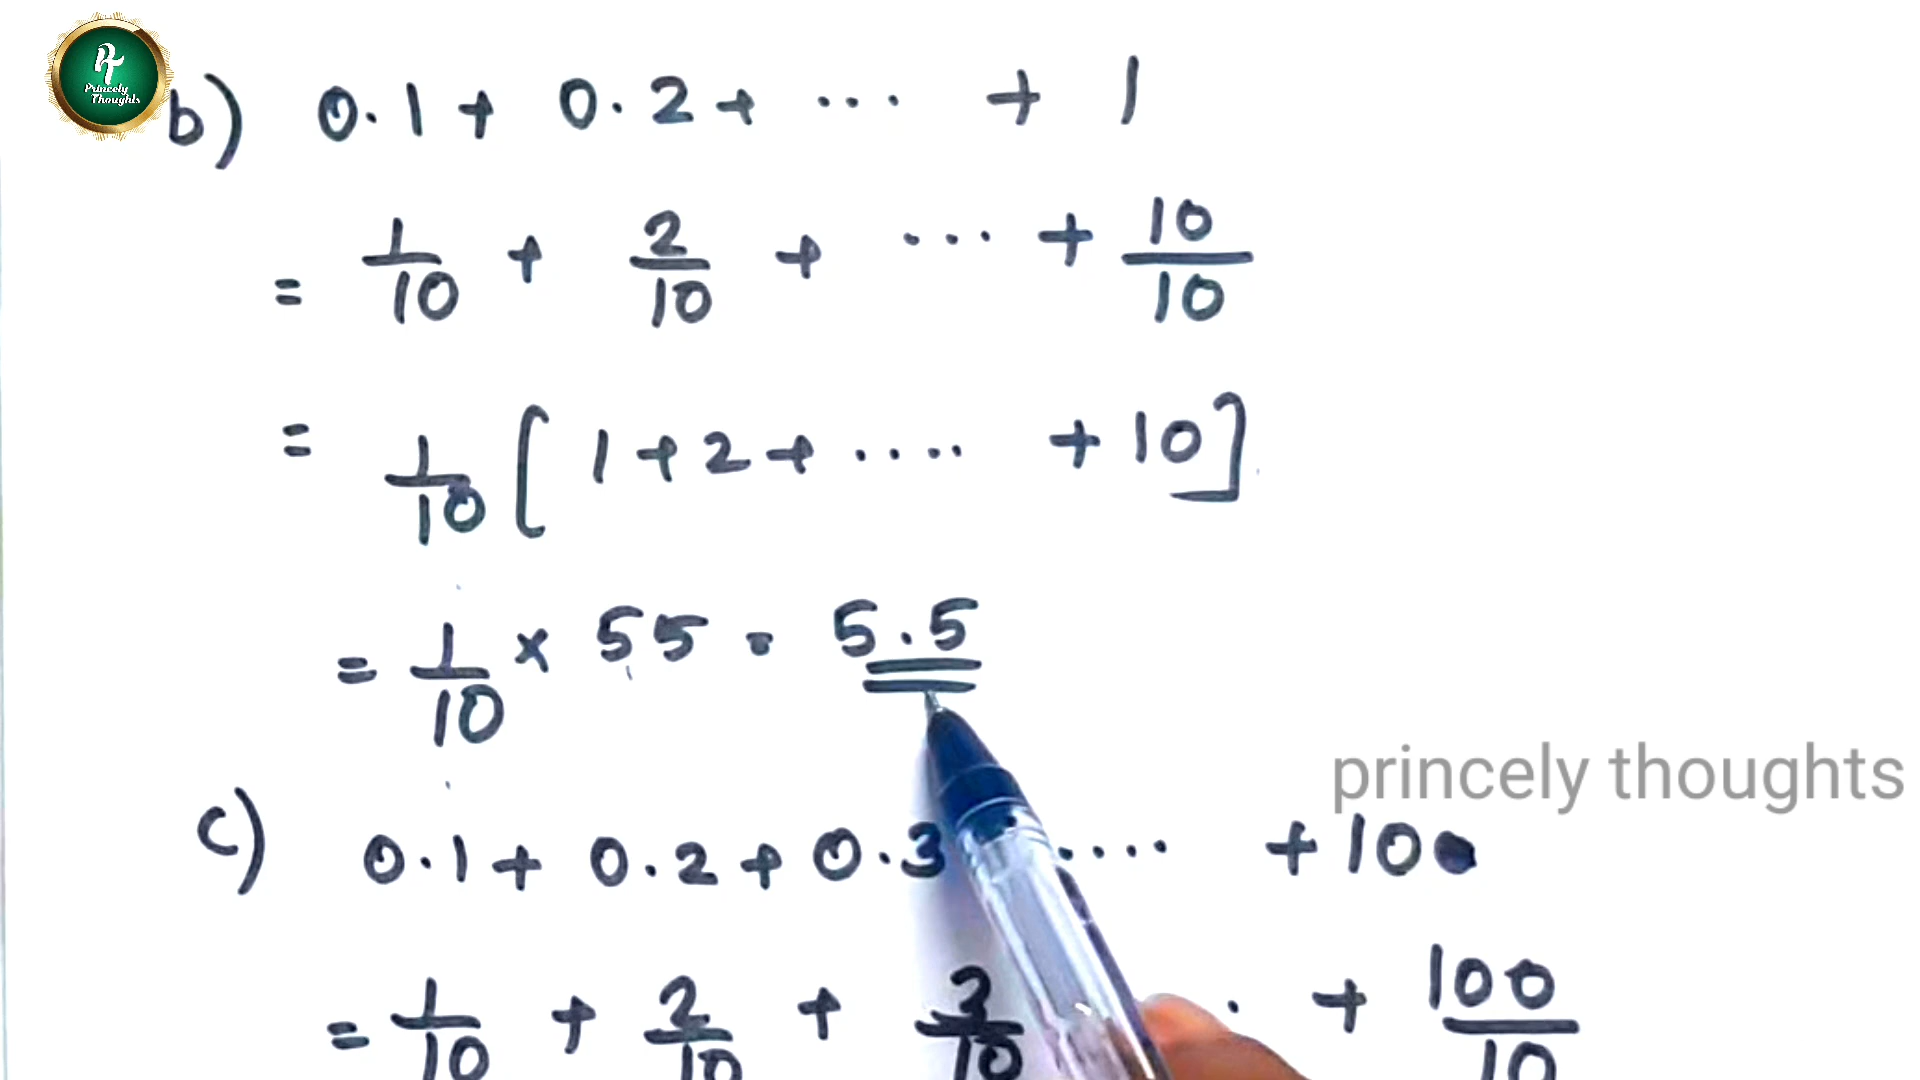 PT
Princely
Thoughts
b) 0.1 + 0.2 + ... + 1
= 1/10 + 2/10 + ... + 10/10
= 1/10 [ 1 + 2 + .... + 10 ]
= 1/10 × 55 = 5.5
princely thoughts
c) 0.1 + 0.2 + 0.3 .... + 10
= 1/10 + 2/10 + 3/10 . + 100/10